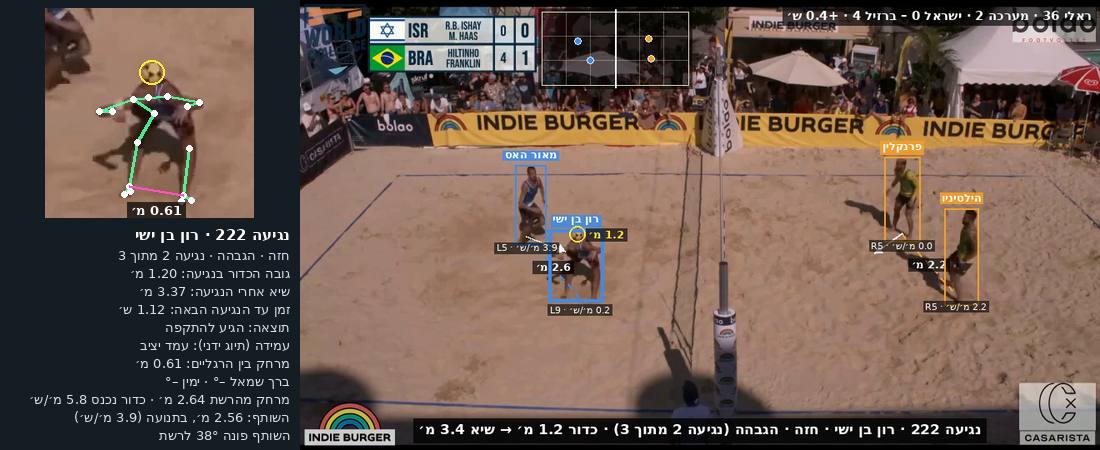 ראלי 36 · מערכה 2 · ישראל 0 – ברזיל 4 · +0.4 ש׳
ISR R.B. ISHAY M. HAAS 0 0
BRA HILTINHO FRANKLIN 4 1
INDIE BURGER
bolao
FOOTVOLLEY
CASARISTA
bolao
INDIE BURGER
bolao
INDIE BURGER
מאור האס
פרנקלין
רון בן ישי
הילטיניו
1.2 מ׳
L5 · 3.9 מ׳/ש׳
2.6 מ׳
L9 · 0.2 מ׳/ש׳
R5 · 0.0 מ׳/ש׳
2.2 מ׳
R5 · 2.2 מ׳/ש׳
0.61 מ׳
נגיעה 222 · רון בן ישי
חזה · הגבהה · נגיעה 2 מתוך 3
גובה הכדור בנגיעה: 1.20 מ׳
שיא אחרי הנגיעה: 3.37 מ׳
זמן עד הנגיעה הבאה: 1.12 ש׳
תוצאה: הגיע להתקפה
עמידה (תיוג ידני): עמד יציב
מרחק בין הרגליים: 0.61 מ׳
ברך שמאל –° · ימין –°
מרחק מהרשת 2.64 מ׳ · כדור נכנס 5.8 מ׳/ש׳
השותף: 2.56 מ׳, בתנועה (3.9 מ׳/ש׳)
השותף פונה 38° לרשת
INDIE BURGER
נגיעה 222 · רון בן ישי · חזה · הגבהה (נגיעה 2 מתוך 3) · כדור 1.2 מ׳ → שיא 3.4 מ׳
CASARISTA